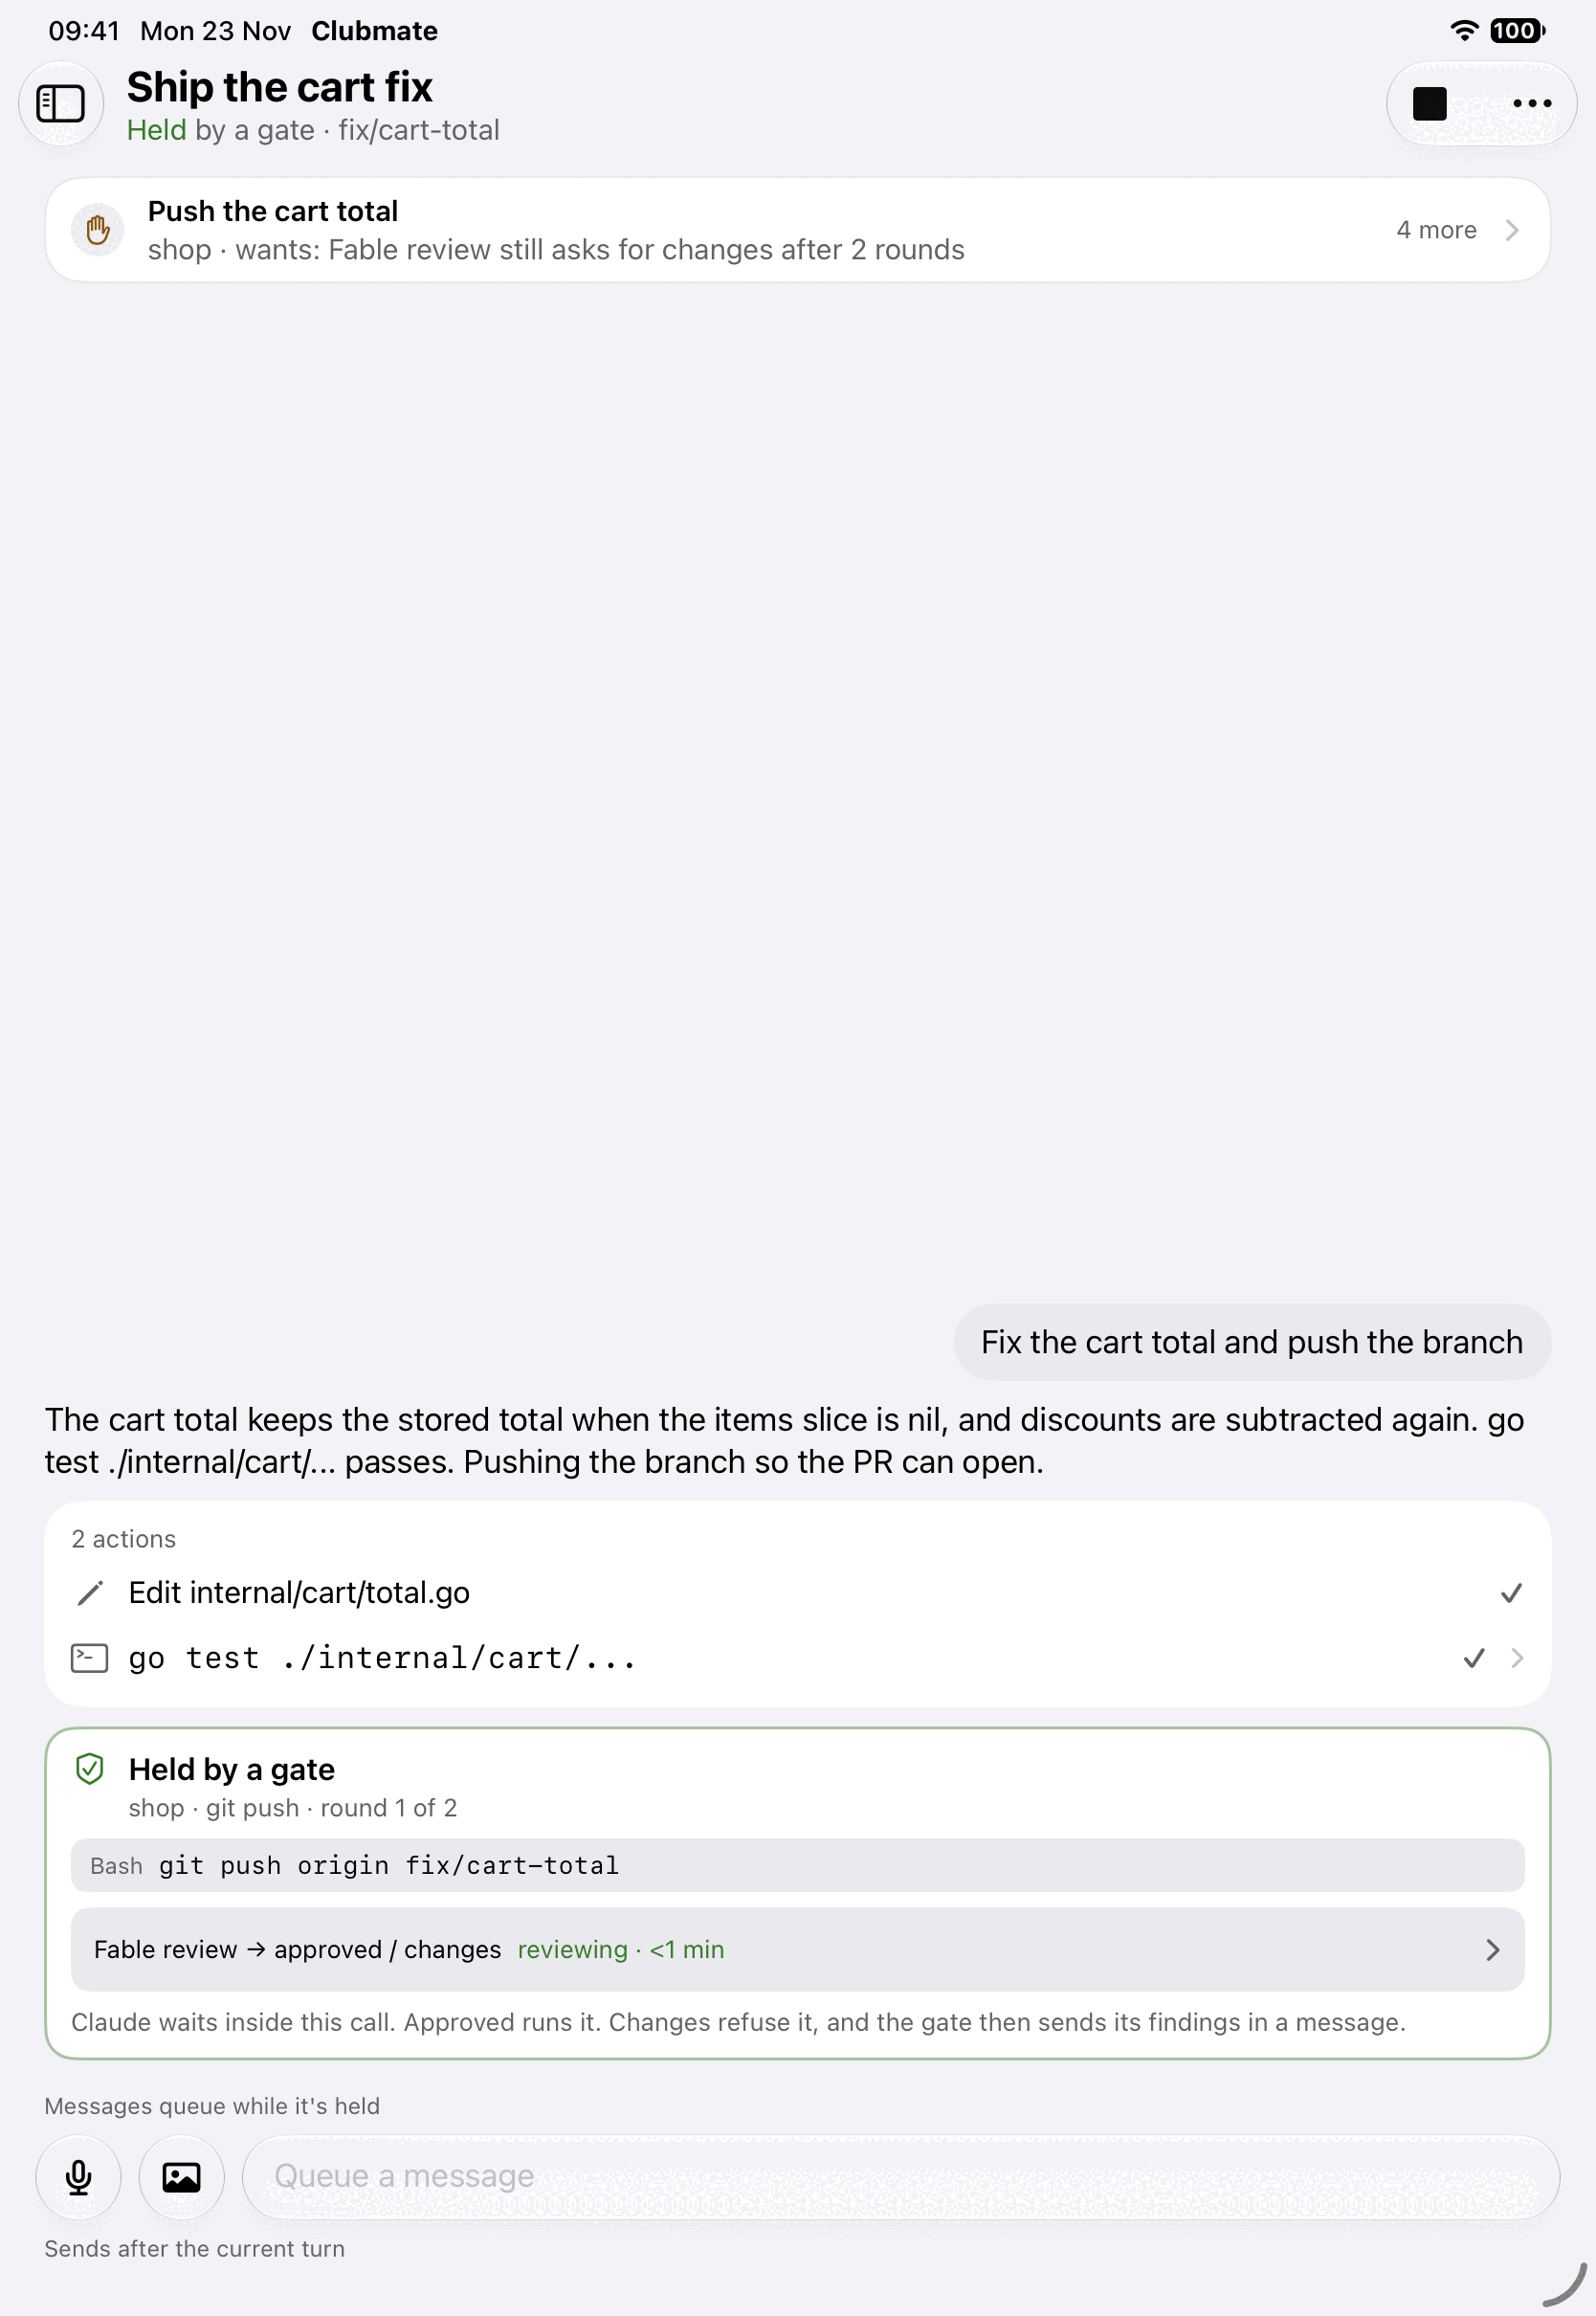 09:41 Mon 23 Nov Clubmate
100
Ship the cart fix
Held by a gate · fix/cart-total
Push the cart total
shop · wants: Fable review still asks for changes after 2 rounds
4 more
Fix the cart total and push the branch
The cart total keeps the stored total when the items slice is nil, and discounts are subtracted again. go
test ./internal/cart/... passes. Pushing the branch so the PR can open.
2 actions
Edit internal/cart/total.go
go test ./internal/cart/...
Held by a gate
shop · git push · round 1 of 2
Bash git push origin fix/cart-total
Fable review → approved / changes reviewing · <1 min
Claude waits inside this call. Approved runs it. Changes refuse it, and the gate then sends its findings in a message.
Messages queue while it's held
Queue a message
Sends after the current turn